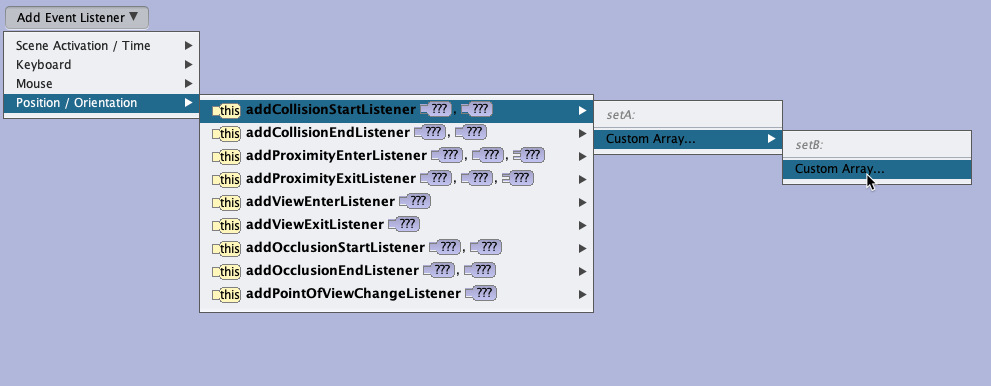 Add Event Listener
Scene Activation / Time
Keyboard
Mouse
Position / Orientation
this addCollisionStartListener ???, ???
this addCollisionEndListener ???, ???
this addProximityEnterListener ???, ???, ???
this addProximityExitListener ???, ???, ???
this addViewEnterListener ???
this addViewExitListener ???
this addOcclusionStartListener ???, ???
this addOcclusionEndListener ???, ???
this addPointOfViewChangeListener ???
setA:
Custom Array...
setB:
Custom Array...